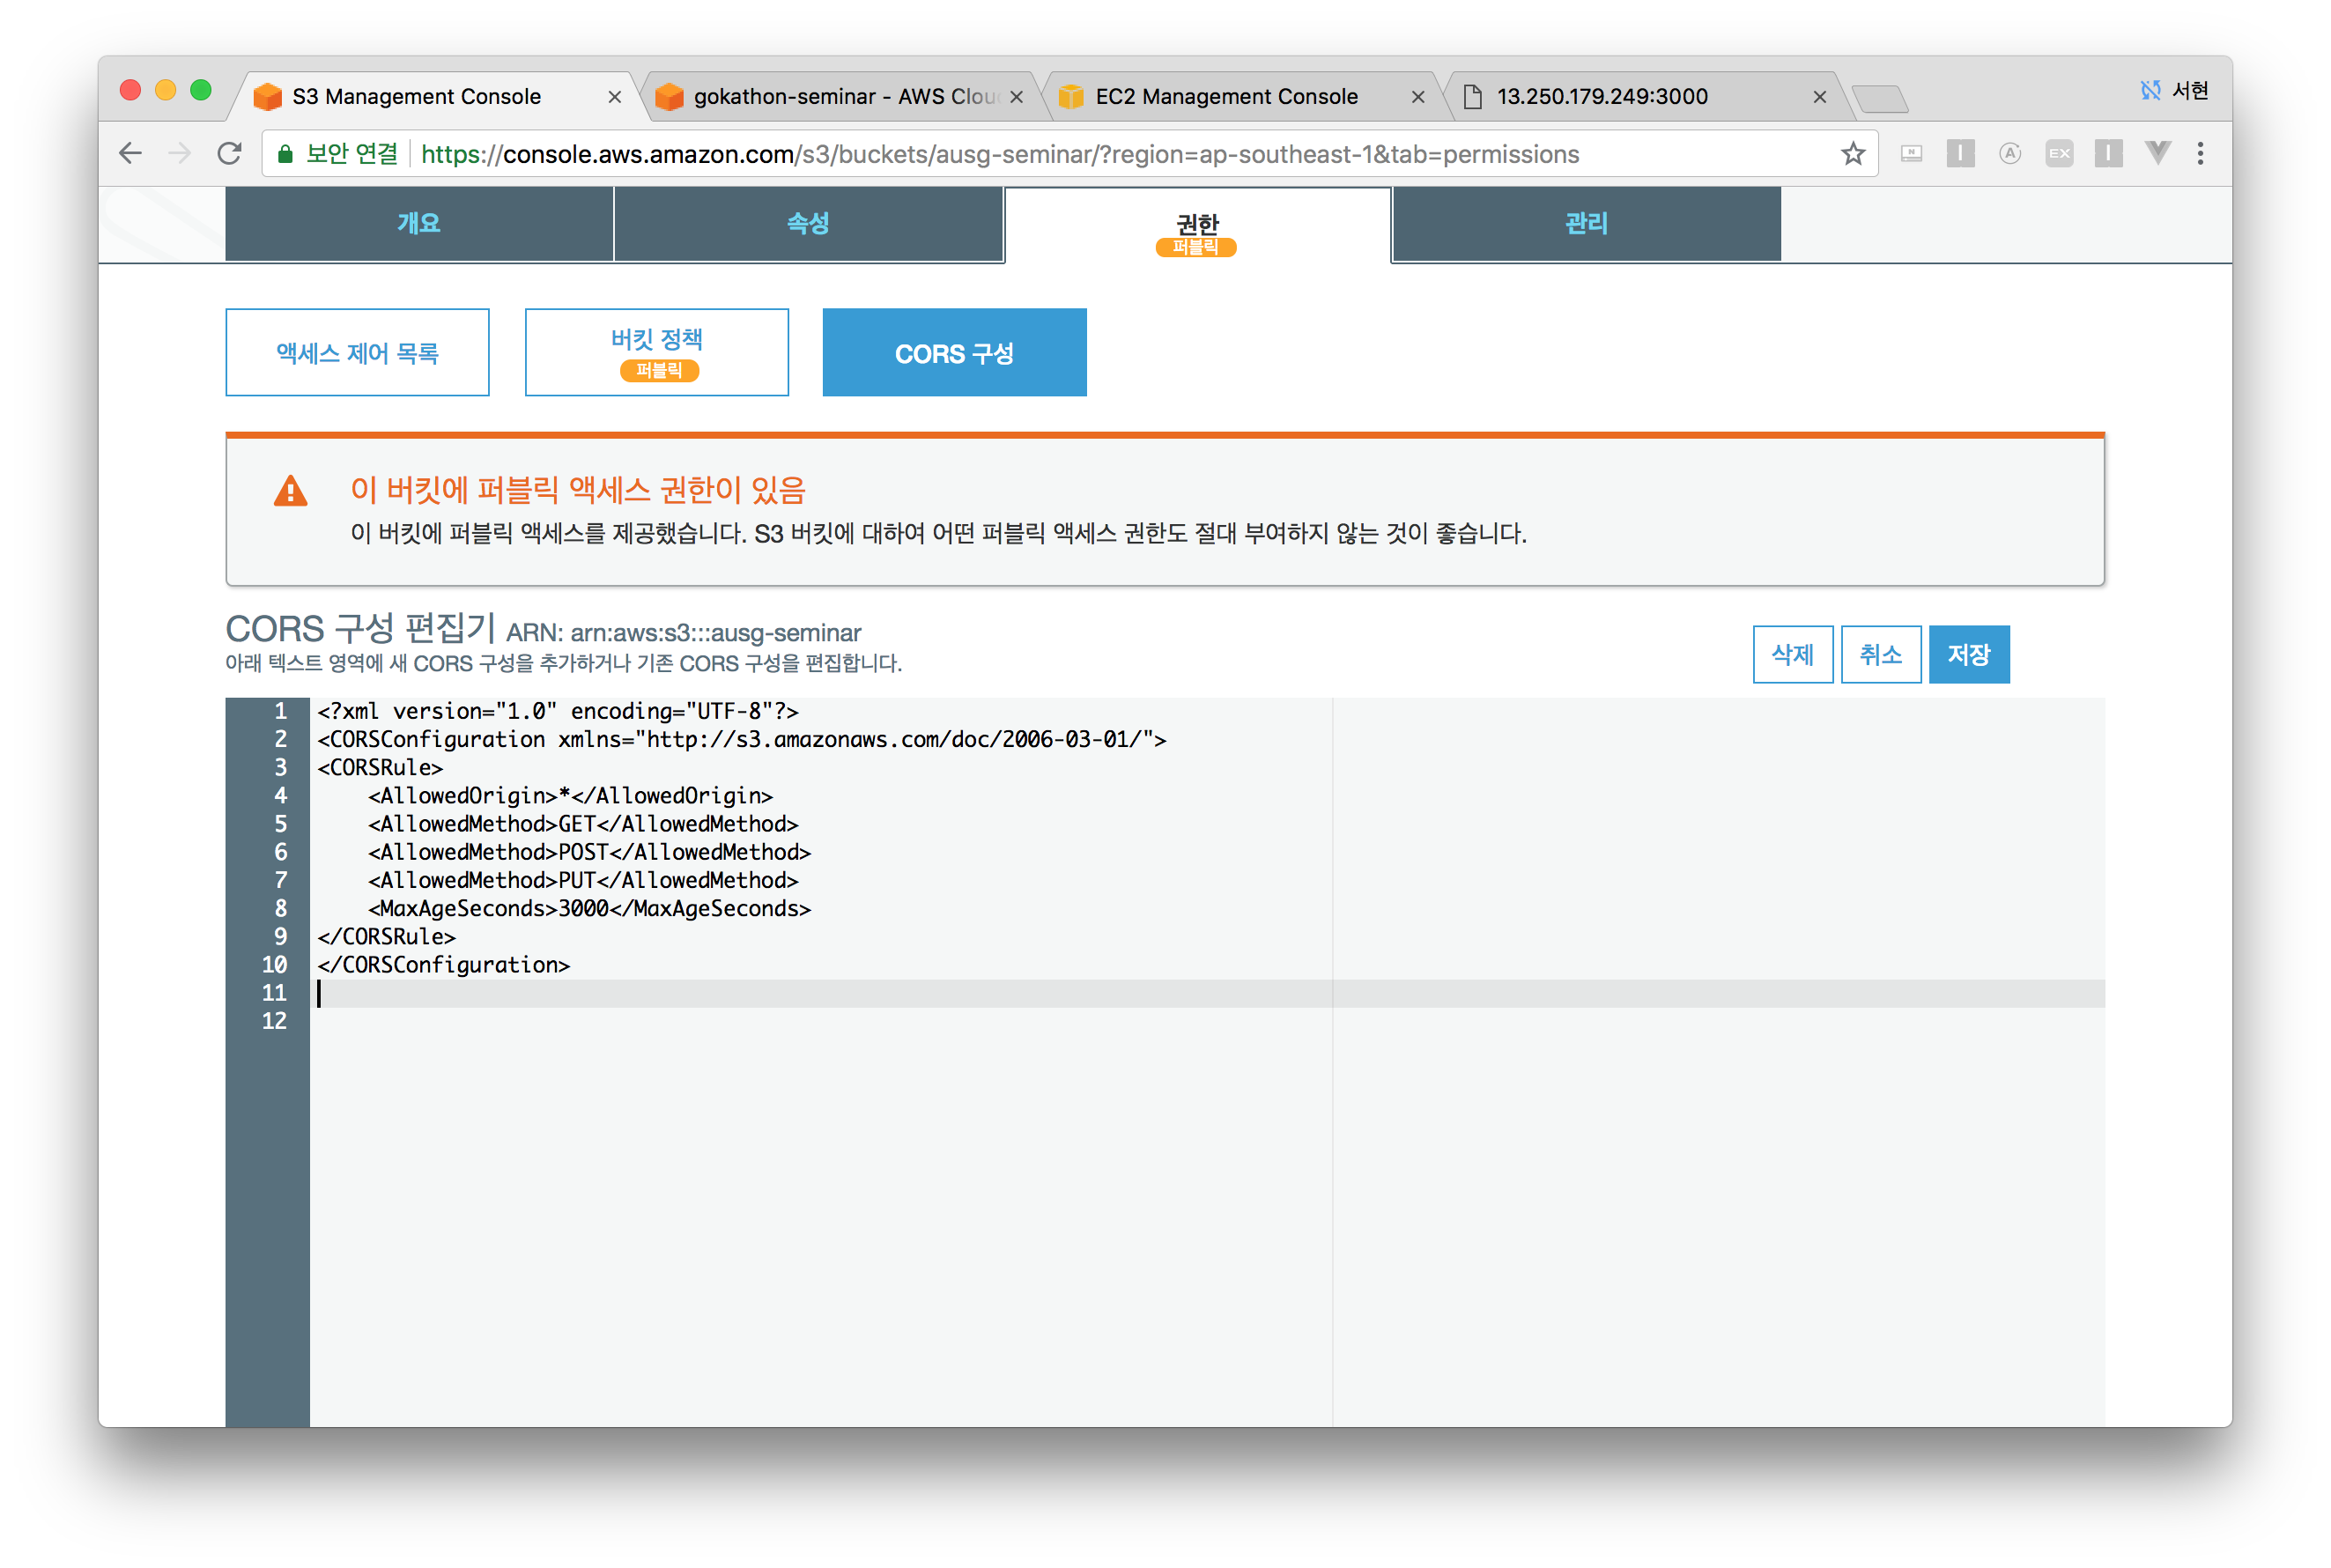 S3 Management Console
gokathon-seminar - AWS Clou
EC2 Management Console
13.250.179.249:3000
서현
보안 연결
https://console.aws.amazon.com/s3/buckets/ausg-seminar/?region=ap-southeast-1&tab=permissions
개요
속성
권한
퍼블릭
관리
액세스 제어 목록
버킷 정책
퍼블릭
CORS 구성
이 버킷에 퍼블릭 액세스 권한이 있음
이 버킷에 퍼블릭 액세스를 제공했습니다. S3 버킷에 대하여 어떤 퍼블릭 액세스 권한도 절대 부여하지 않는 것이 좋습니다.
CORS 구성 편집기 ARN: arn:aws:s3:::ausg-seminar
아래 텍스트 영역에 새 CORS 구성을 추가하거나 기존 CORS 구성을 편집합니다.
삭제
취소
저장
1 <?xml version="1.0" encoding="UTF-8"?>
2 <CORSConfiguration xmlns="http://s3.amazonaws.com/doc/2006-03-01/">
3 <CORSRule>
4     <AllowedOrigin>*</AllowedOrigin>
5     <AllowedMethod>GET</AllowedMethod>
6     <AllowedMethod>POST</AllowedMethod>
7     <AllowedMethod>PUT</AllowedMethod>
8     <MaxAgeSeconds>3000</MaxAgeSeconds>
9 </CORSRule>
10 </CORSConfiguration>
11
12